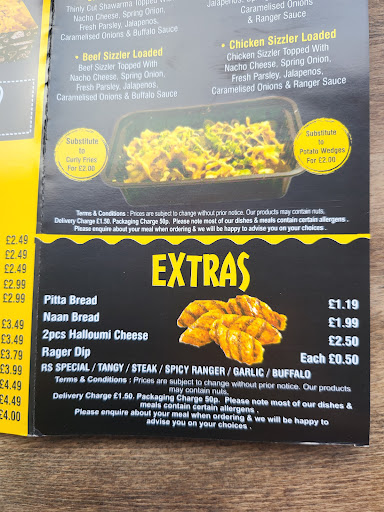 Thinly Cut Shawarma Topped With
Nacho Cheese, Spring Onion,
Fresh Parsley, Jalapenos,
Caramelised Onions & Buffalo Sauce
• Beef Sizzler Loaded
Beef Sizzler Topped With
Nacho Cheese, Spring Onion,
Fresh Parsley, Jalapenos,
Caramelised Onions & Buffalo Sauce
Caramelised Onions
& Ranger Sauce
• Chicken Sizzler Loaded
Chicken Sizzler Topped With
Nacho Cheese, Spring Onion,
Fresh Parsley, Jalapenos,
Caramelised Onions & Ranger Sauce
Substitute
to
Curly Fries
For £2.00
Substitute
to
Potato Wedges
For £2.00
Terms & Conditions : Prices are subject to change without prior notice. Our products may contain nuts.
Delivery Charge £1.50. Packaging Charge 50p. Please note most of our dishes & meals contain certain allergens .
Please enquire about your meal when ordering & we will be happy to advise you on your choices .
£2.49
£2.49
£2.49
£2.99
£2.99
£3.49
£3.49
£3.79
£3.99
£4.49
£4.49
£4.00
EXTRAS
Pitta Bread £1.19
Naan Bread £1.99
2pcs Halloumi Cheese £2.50
Rager Dip Each £0.50
RS SPECIAL / TANGY / STEAK / SPICY RANGER / GARLIC / BUFFALO
Terms & Conditions : Prices are subject to change without prior notice. Our products
may contain nuts.
Delivery Charge £1.50. Packaging Charge 50p. Please note most of our dishes &
meals contain certain allergens .
Please enquire about your meal when ordering & we will be happy to
advise you on your choices .